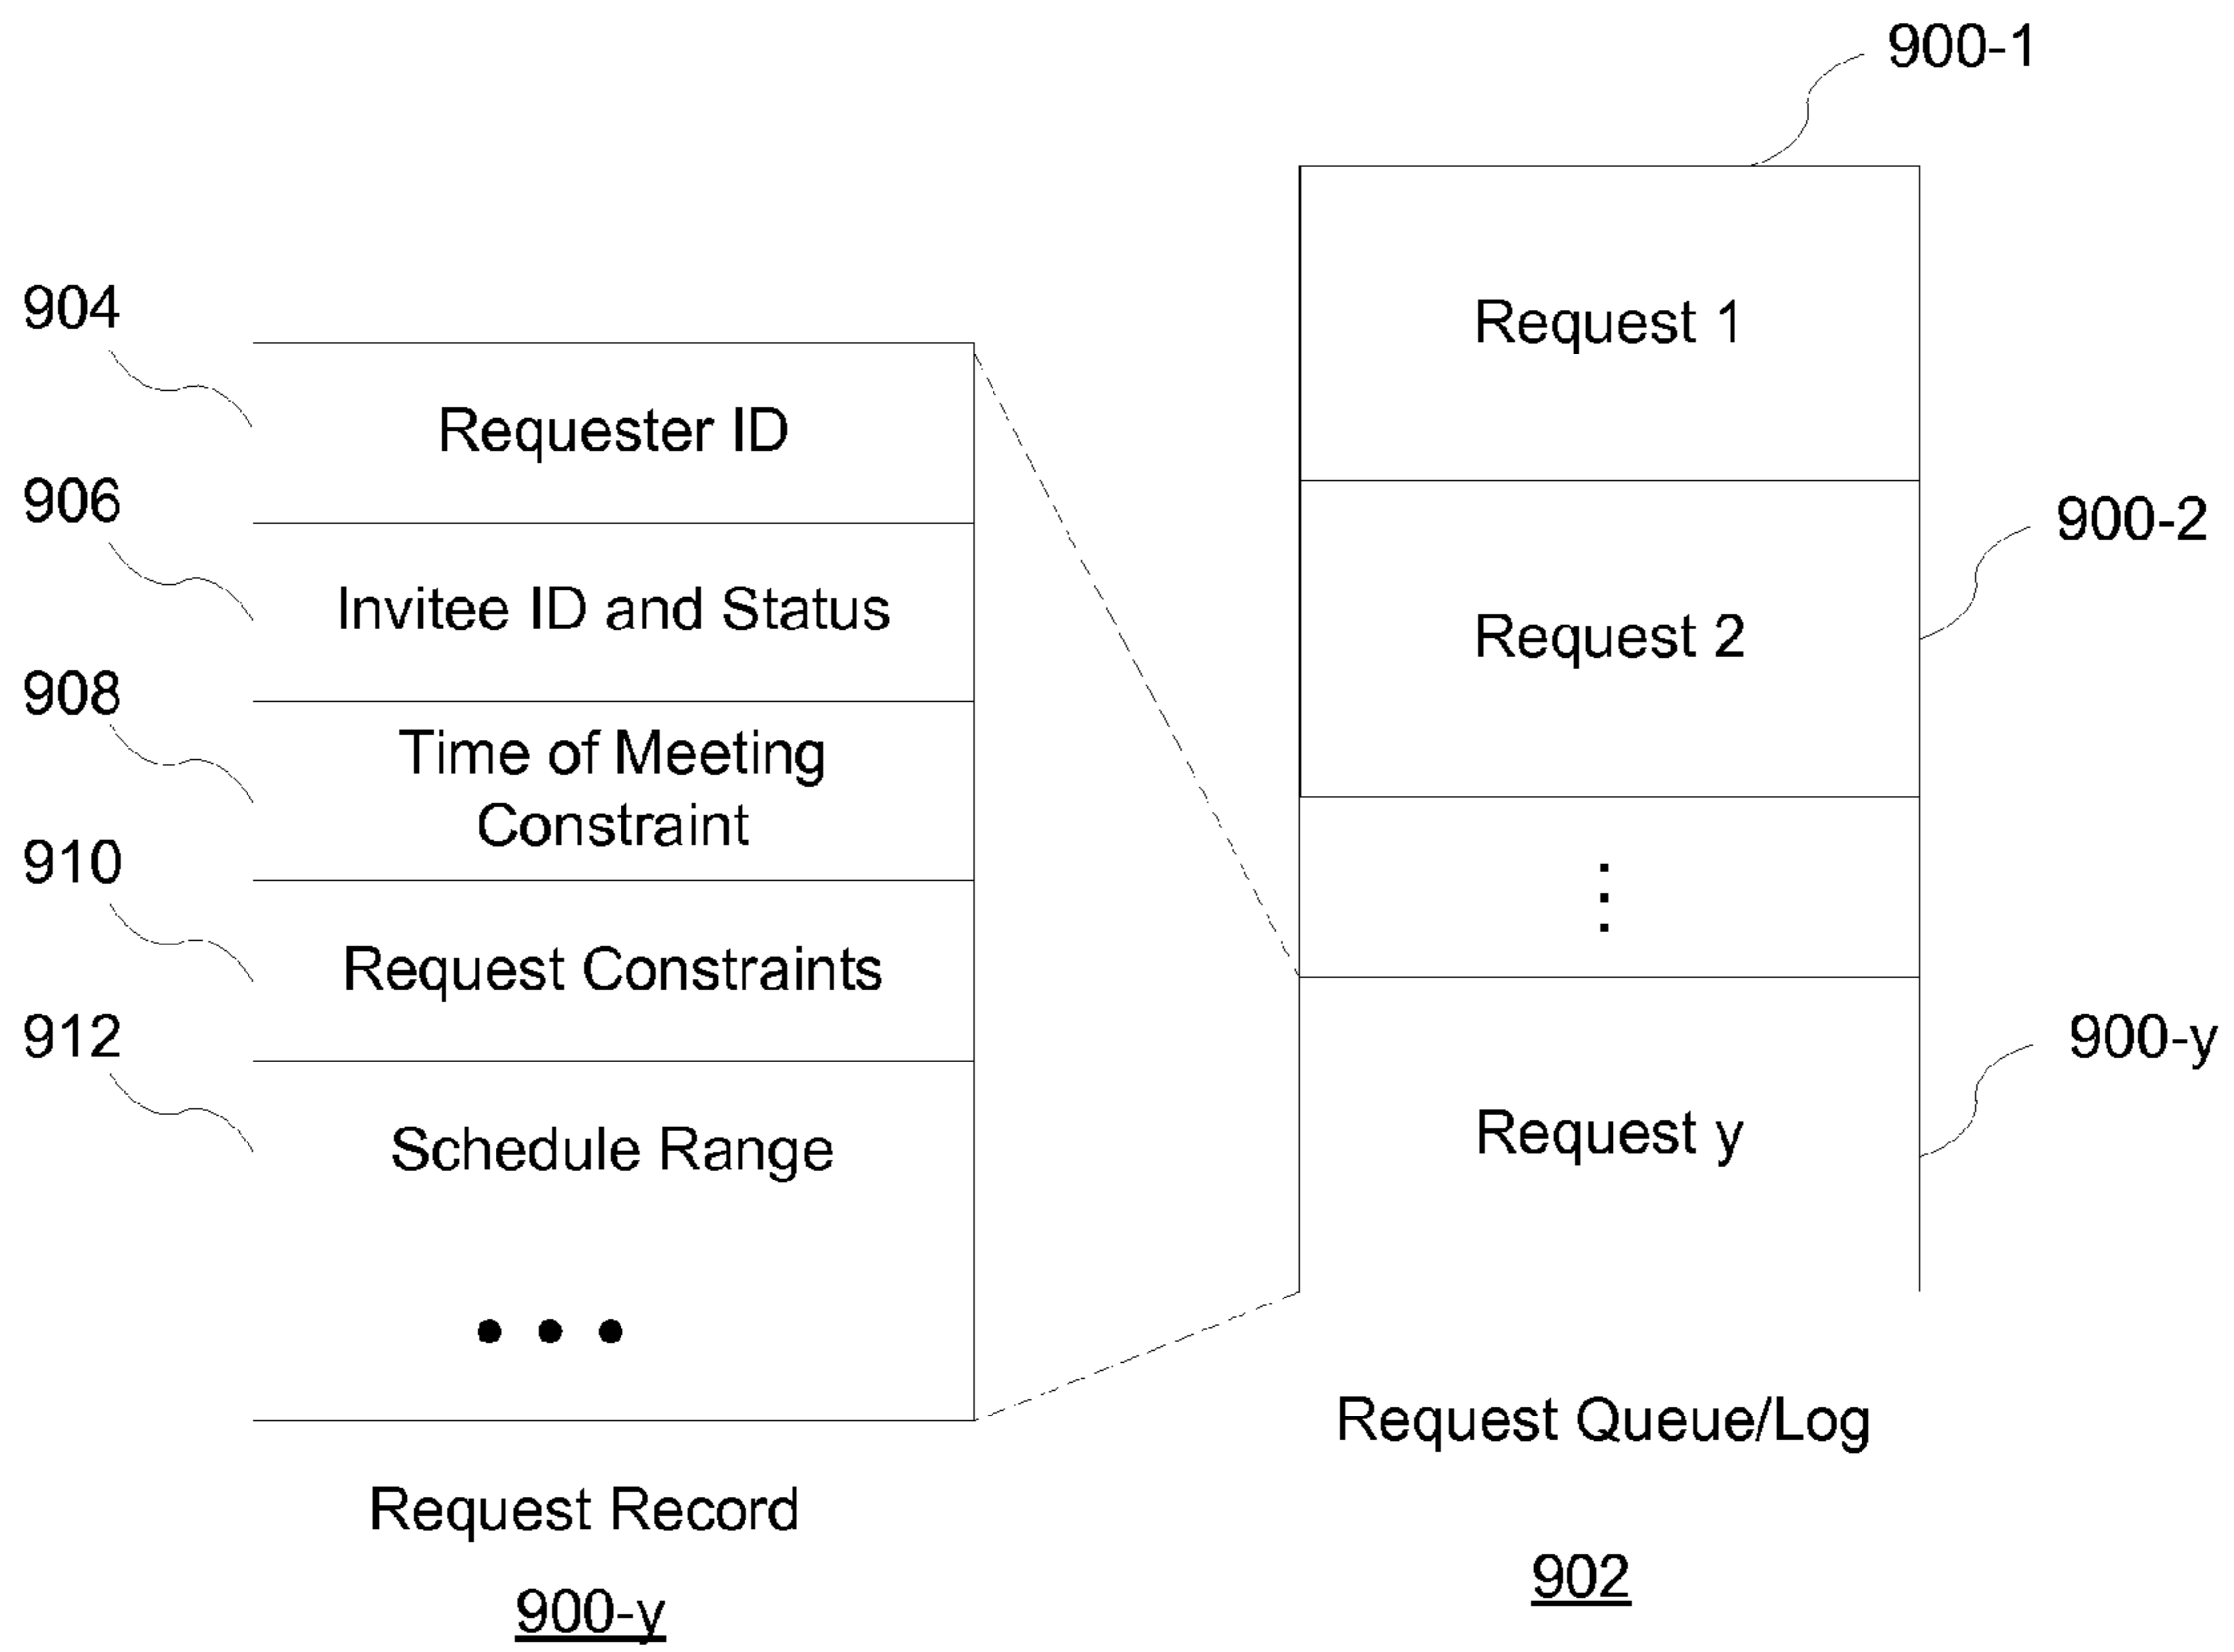 900-1
Request 1
904
Requester ID
906
900-2
Invitee ID and Status
Request 2
908
Time of Meeting
Constraint
910
Request Constraints
912
900-y
Schedule Range
Request y
Request Queue/Log
Request Record
902
900-y